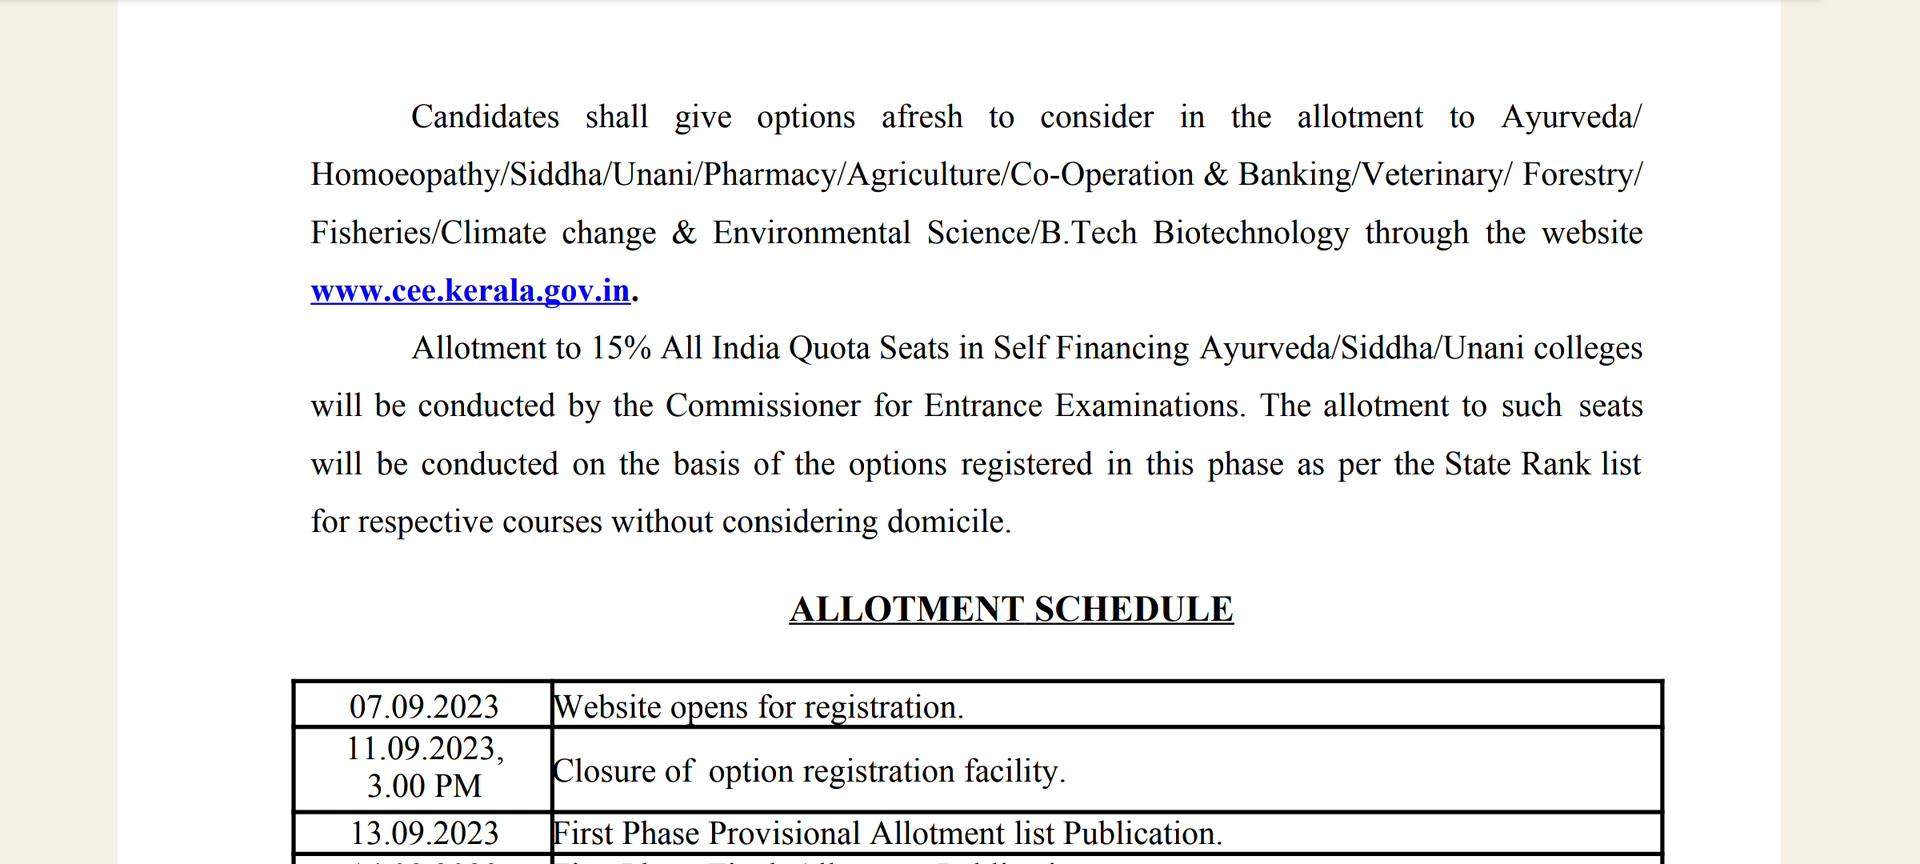 Candidates shall give options afresh to consider in the allotment to Ayurveda/
Homoeopathy/Siddha/Unani/Pharmacy/Agriculture/Co-Operation & Banking/Veterinary/ Forestry/
Fisheries/Climate change & Environmental Science/B.Tech Biotechnology through the website
www.cee.kerala.gov.in.
Allotment to 15% All India Quota Seats in Self Financing Ayurveda/Siddha/Unani colleges
will be conducted by the Commissioner for Entrance Examinations. The allotment to such seats
will be conducted on the basis of the options registered in this phase as per the State Rank list
for respective courses without considering domicile.
ALLOTMENT SCHEDULE
07.09.2023 Website opens for registration.
11.09.2023,
3.00 PM
Closure of option registration facility.
13.09.2023 First Phase Provisional Allotment list Publication.